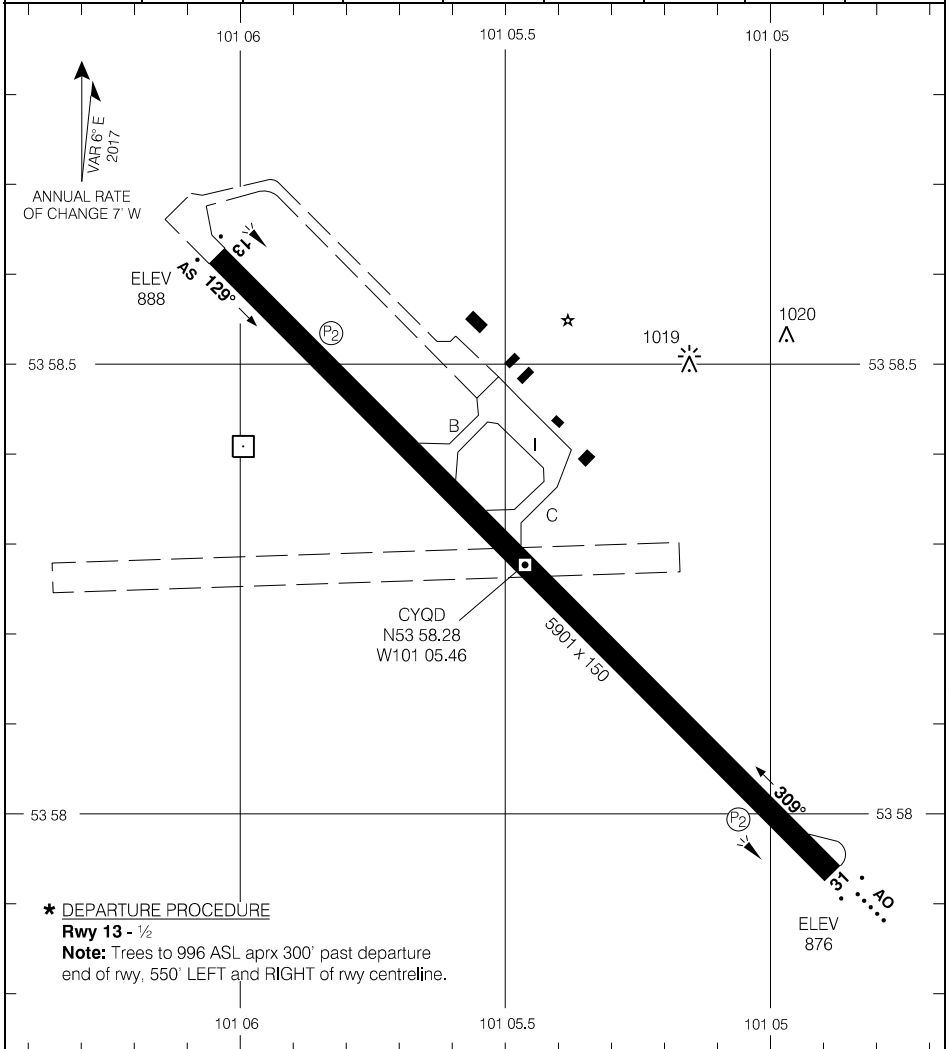 101 06
101 05.5
101 05
VAR 6° E
2017
ANNUAL RATE
OF CHANGE 7' W
13
ELEV
888
AS 129°
P2
1019
1020
53 58.5
53 58.5
B
I
C
CYQD
N53 58.28
W101 05.46
5901 x 150
309°
53 58
53 58
P2
31
AO
ELEV
876
* DEPARTURE PROCEDURE
Rwy 13 - ½
Note: Trees to 996 ASL aprx 300' past departure
end of rwy, 550' LEFT and RIGHT of rwy centreline.
101 06
101 05.5
101 05